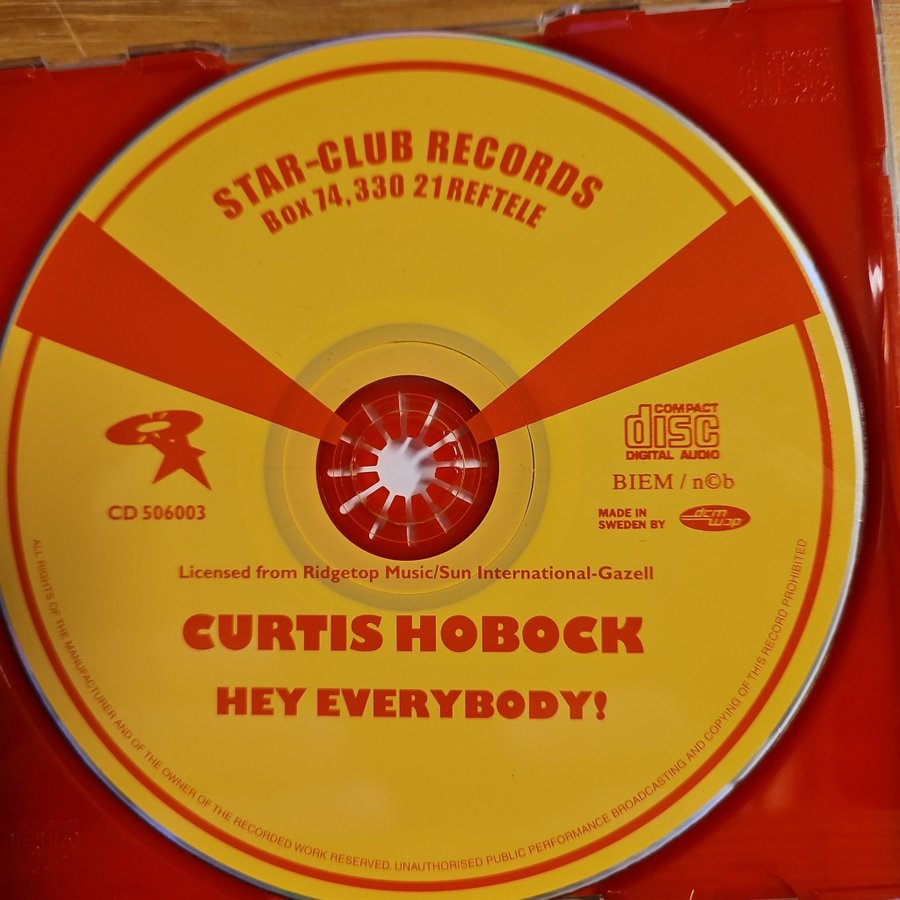 STAR-CLUB RECORDS
Box 74, 330 21 REFTELE
COMPACT
disc
DIGITAL AUDIO
BIEM / n©b
CD 506003
MADE IN
SWEDEN BY
dcm
Licensed from Ridgetop Music/Sun International-Gazell
CURTIS HOBOCK
HEY EVERYBODY!
ALL RIGHTS OF THE MANUFACTURER AND OF THE OWNER OF THE RECORDED WORK RESERVED. UNAUTHORISED PUBLIC PERFORMANCE BROADCASTING AND COPYING OF THIS RECORD PROHIBITED